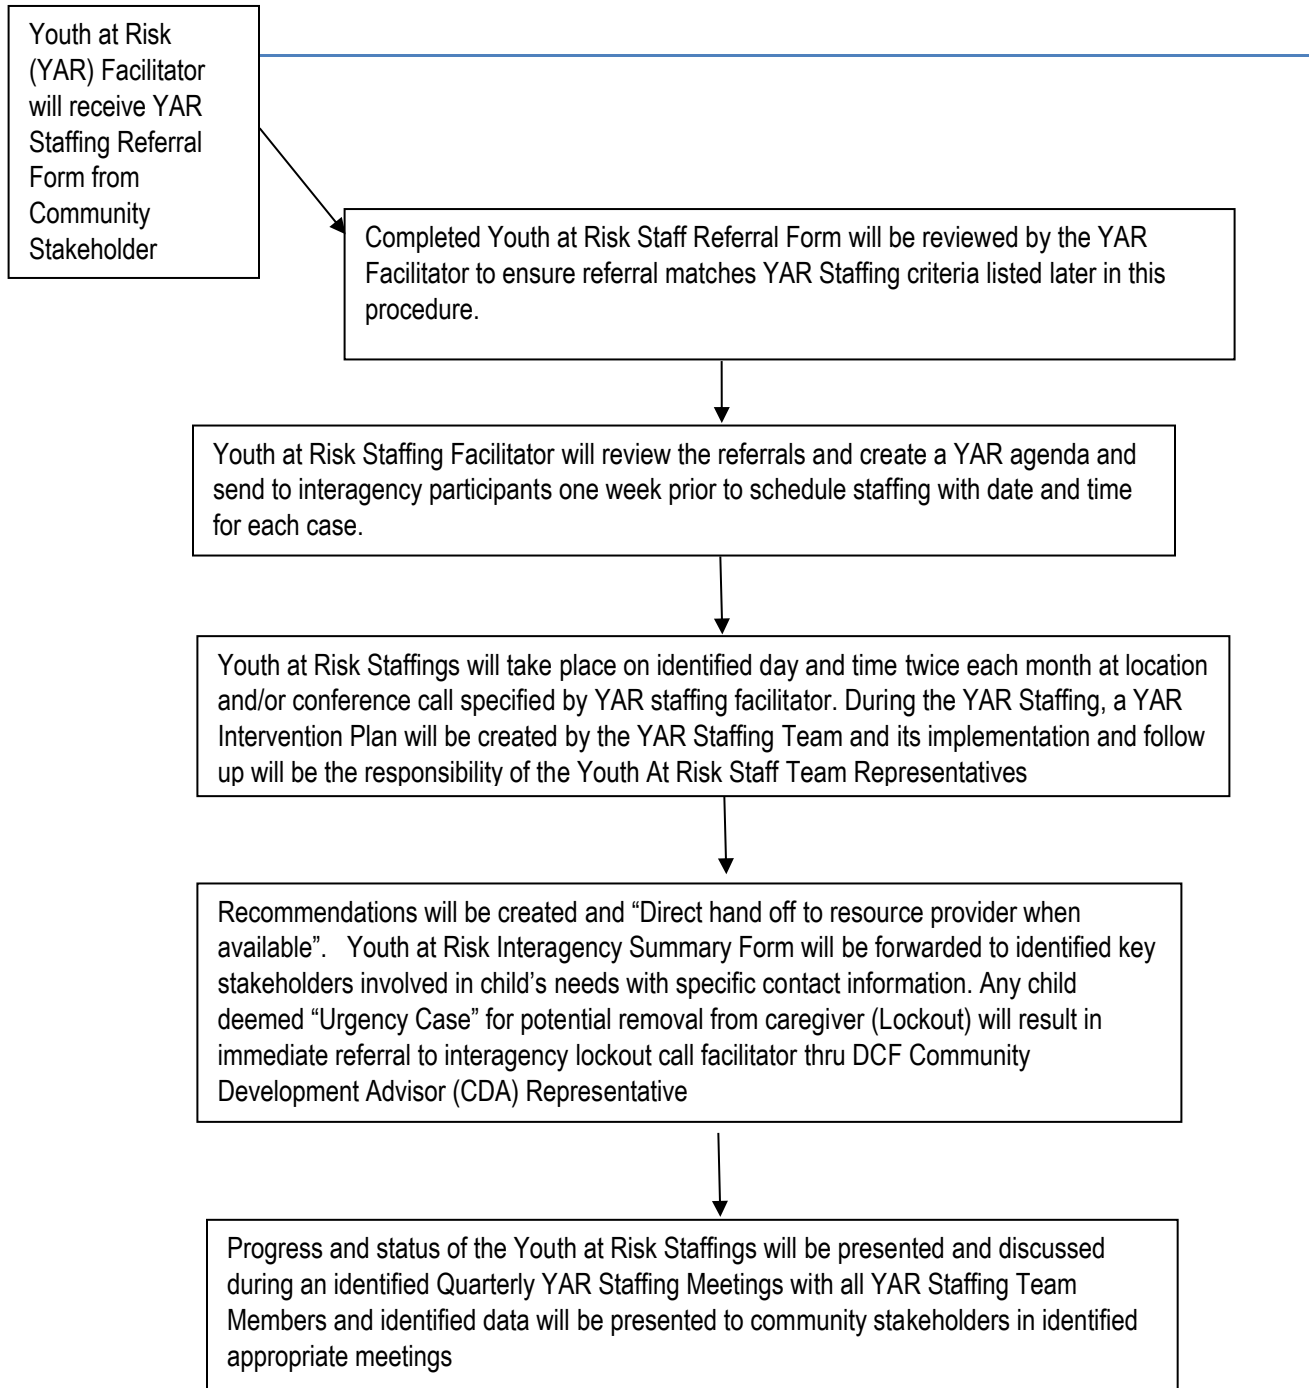 Youth at Risk
(YAR) Facilitator
will receive YAR
Staffing Referral
Form from
Community
Stakeholder
Completed Youth at Risk Staff Referral Form will be reviewed by the YAR
Facilitator to ensure referral matches YAR Staffing criteria listed later in this
procedure.
Youth at Risk Staffing Facilitator will review the referrals and create a YAR agenda and
send to interagency participants one week prior to schedule staffing with date and time
for each case.
Youth at Risk Staffings will take place on identified day and time twice each month at location
and/or conference call specified by YAR staffing facilitator. During the YAR Staffing, a YAR
Intervention Plan will be created by the YAR Staffing Team and its implementation and follow
up will be the responsibility of the Youth At Risk Staff Team Representatives
Recommendations will be created and “Direct hand off to resource provider when
available”. Youth at Risk Interagency Summary Form will be forwarded to identified key
stakeholders involved in child’s needs with specific contact information. Any child
deemed “Urgency Case” for potential removal from caregiver (Lockout) will result in
immediate referral to interagency lockout call facilitator thru DCF Community
Development Advisor (CDA) Representative
Progress and status of the Youth at Risk Staffings will be presented and discussed
during an identified Quarterly YAR Staffing Meetings with all YAR Staffing Team
Members and identified data will be presented to community stakeholders in identified
appropriate meetings